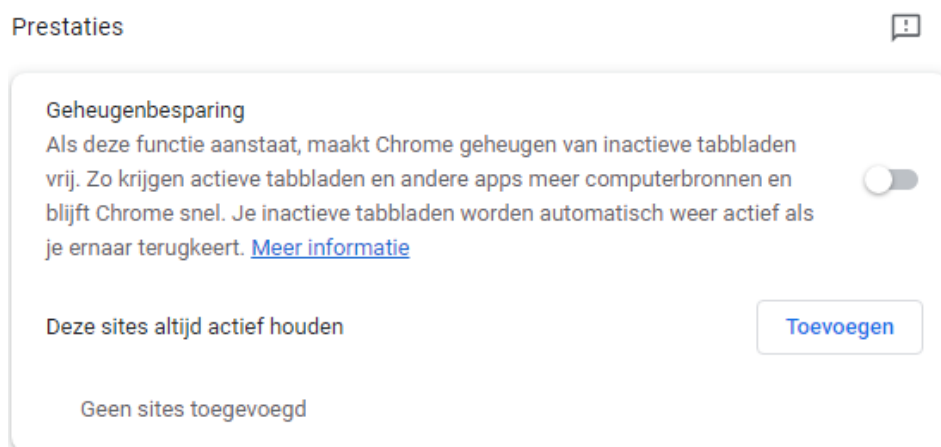 Prestaties
Geheugenbesparing
Als deze functie aanstaat, maakt Chrome geheugen van inactieve tabbladen
vrij. Zo krijgen actieve tabbladen en andere apps meer computerbronnen en
blijft Chrome snel. Je inactieve tabbladen worden automatisch weer actief als
je ernaar terugkeert. Meer informatie
Deze sites altijd actief houden
Toevoegen
Geen sites toegevoegd